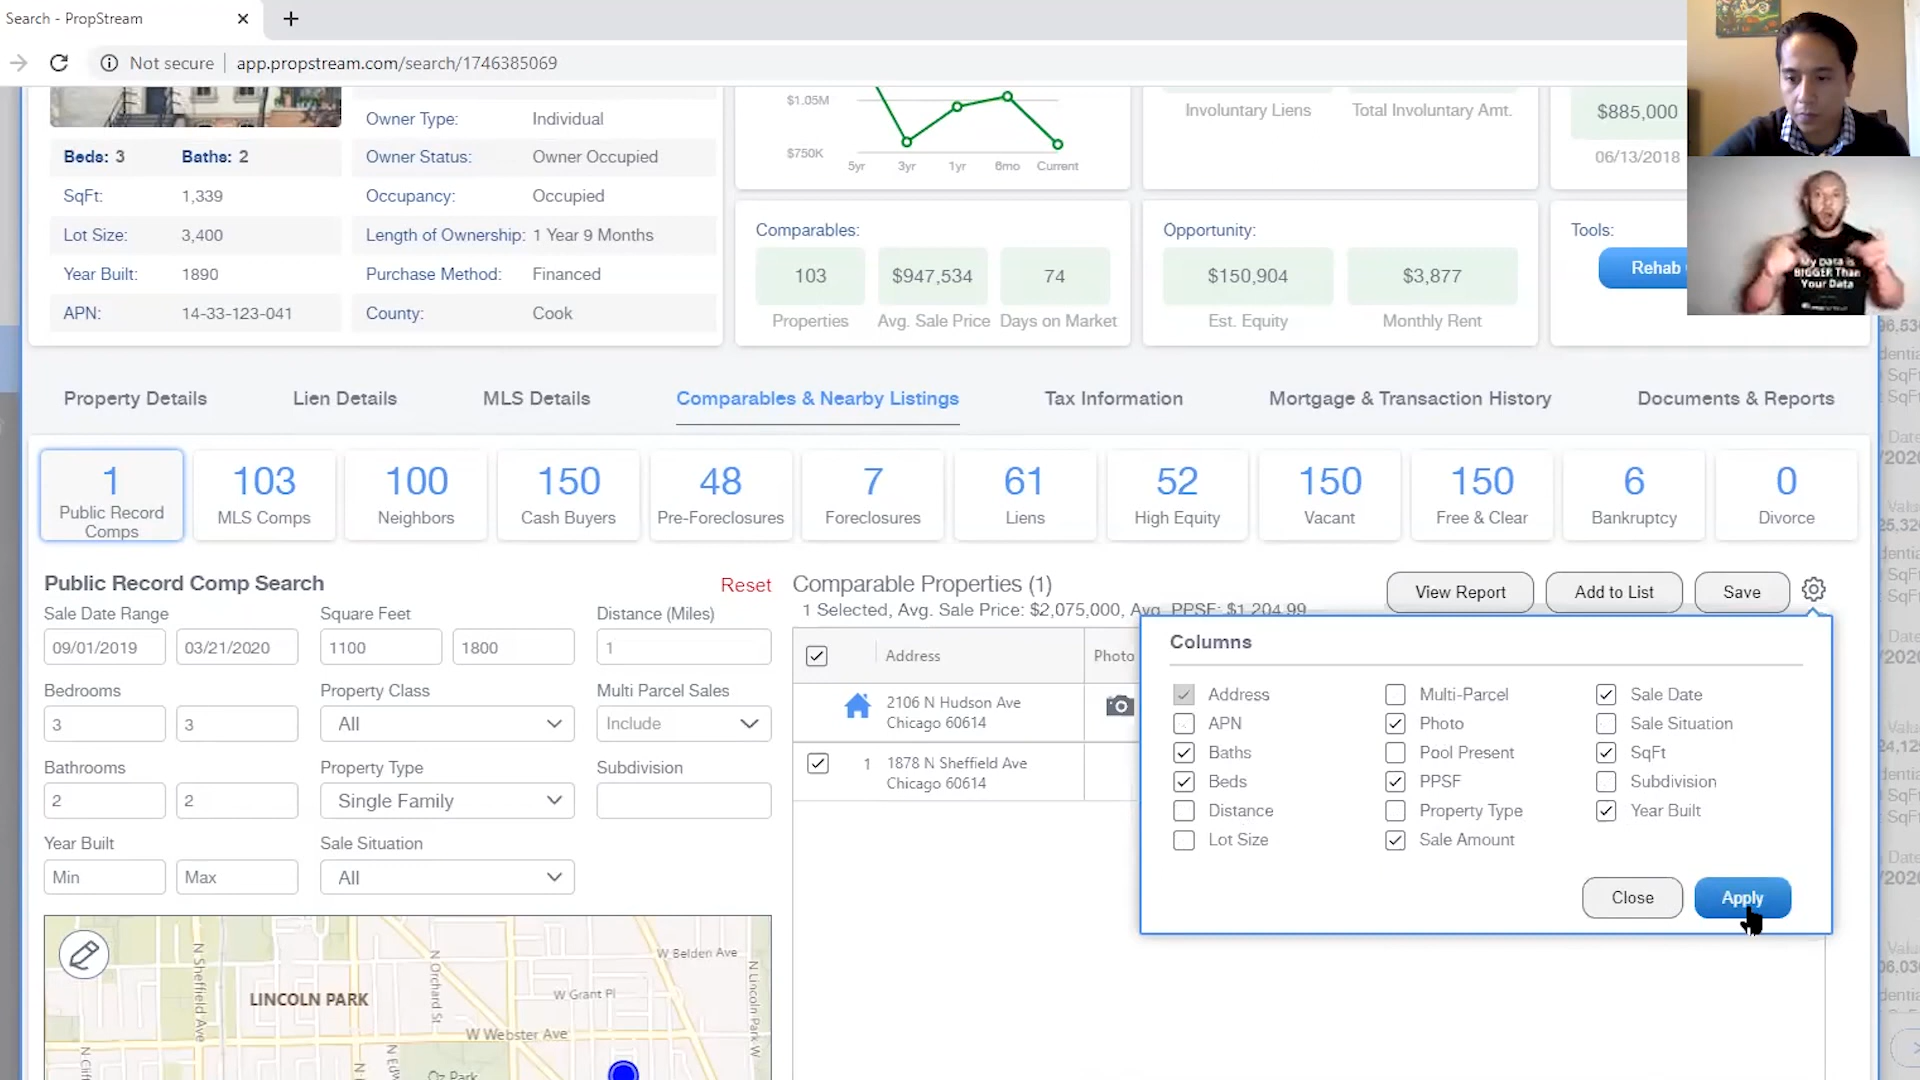 Search - PropStream
Not secure
app.propstream.com/search/1746385069
Beds: 3
Baths: 2
SqFt:
1,339
Lot Size:
3,400
Year Built:
1890
APN:
14-33-123-041
Owner Type:
Individual
Owner Status:
Owner Occupied
Occupancy:
Occupied
Length of Ownership:
1 Year 9 Months
Purchase Method:
Financed
County:
Cook
$1.05M
$750K
5yr
3yr
1yr
6mo
Current
Involuntary Liens
Total Involuntary Amt.
$885,000
06/13/2018
Comparables:
103
Properties
$947,534
Avg. Sale Price
74
Days on Market
Opportunity:
$150,904
Est. Equity
$3,877
Monthly Rent
Tools:
Rehab
My DATA is
BIGGER Than
Your Data
Property Details
Lien Details
MLS Details
Comparables & Nearby Listings
Tax Information
Mortgage & Transaction History
Documents & Reports
1
Public Record
Comps
103
MLS Comps
100
Neighbors
150
Cash Buyers
48
Pre-Foreclosures
7
Foreclosures
61
Liens
52
High Equity
150
Vacant
150
Free & Clear
6
Bankruptcy
0
Divorce
Public Record Comp Search
Reset
Sale Date Range
09/01/2019
03/21/2020
Square Feet
1100
1800
Distance (Miles)
1
Bedrooms
3
3
Property Class
All
Multi Parcel Sales
Include
Bathrooms
2
2
Property Type
Single Family
Subdivision
Year Built
Min
Max
Sale Situation
All
Comparable Properties (1)
1 Selected, Avg. Sale Price: $2,075,000, Avg. PPSF: $1,204.99
View Report
Add to List
Save
Address
Photo
2106 N Hudson Ave
Chicago 60614
1
1878 N Sheffield Ave
Chicago 60614
Columns
Address
APN
Baths
Beds
Distance
Lot Size
Multi-Parcel
Photo
Pool Present
PPSF
Property Type
Sale Amount
Sale Date
Sale Situation
SqFt
Subdivision
Year Built
Close
Apply
LINCOLN PARK
N Sheffield Ave
N Orchard St
W Belden Ave
W Grant Pl
W Webster Ave
N Lincoln Park W
Oz Park